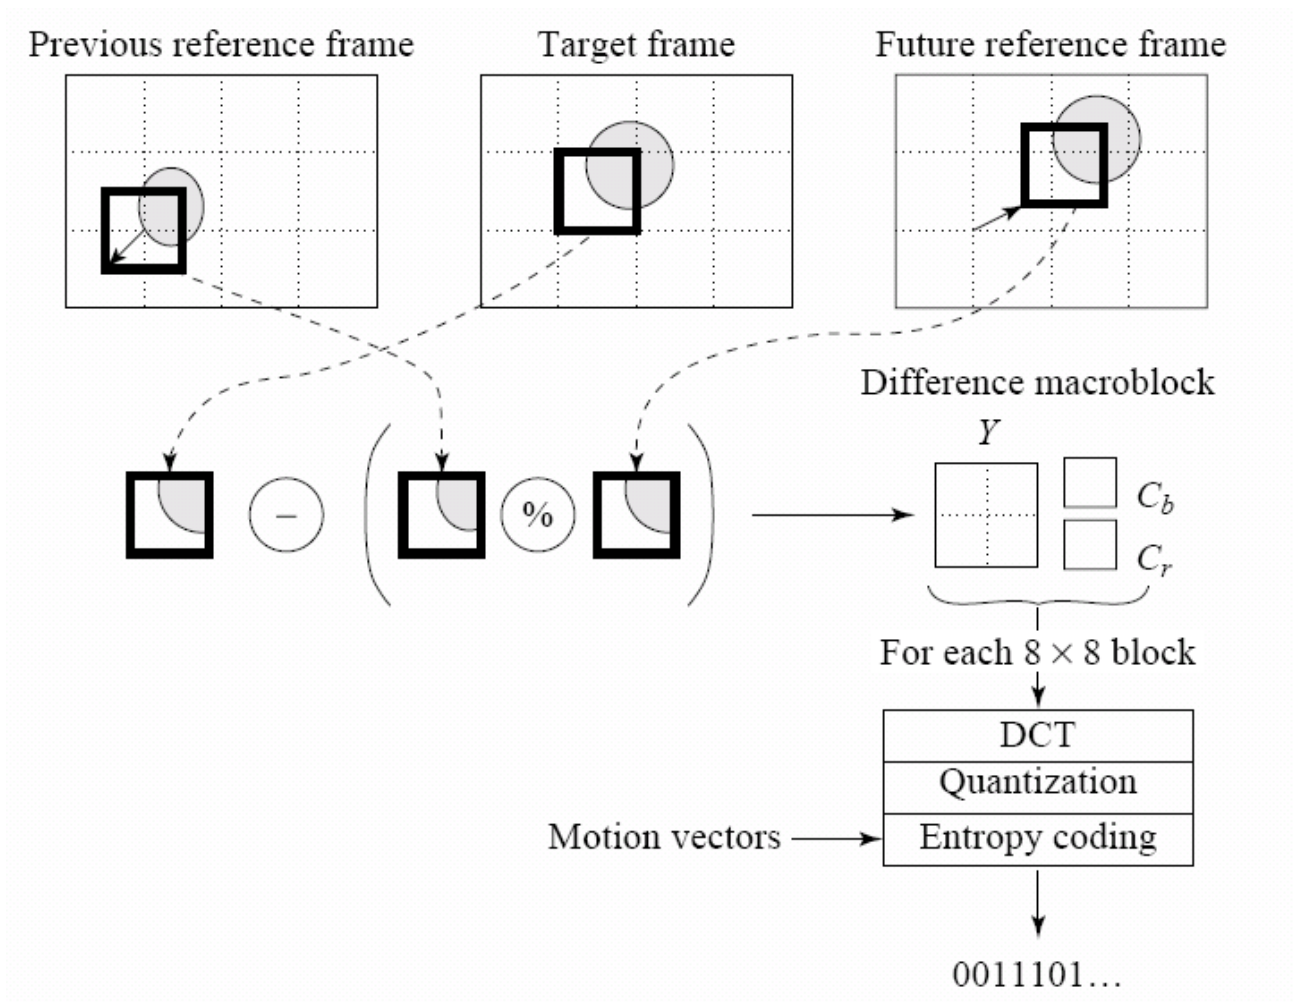 Previous reference frame
Target frame
Future reference frame
Difference macroblock
Y
C_b
C_r
−
%
For each 8 × 8 block
DCT
Quantization
Motion vectors
Entropy coding
0011101…